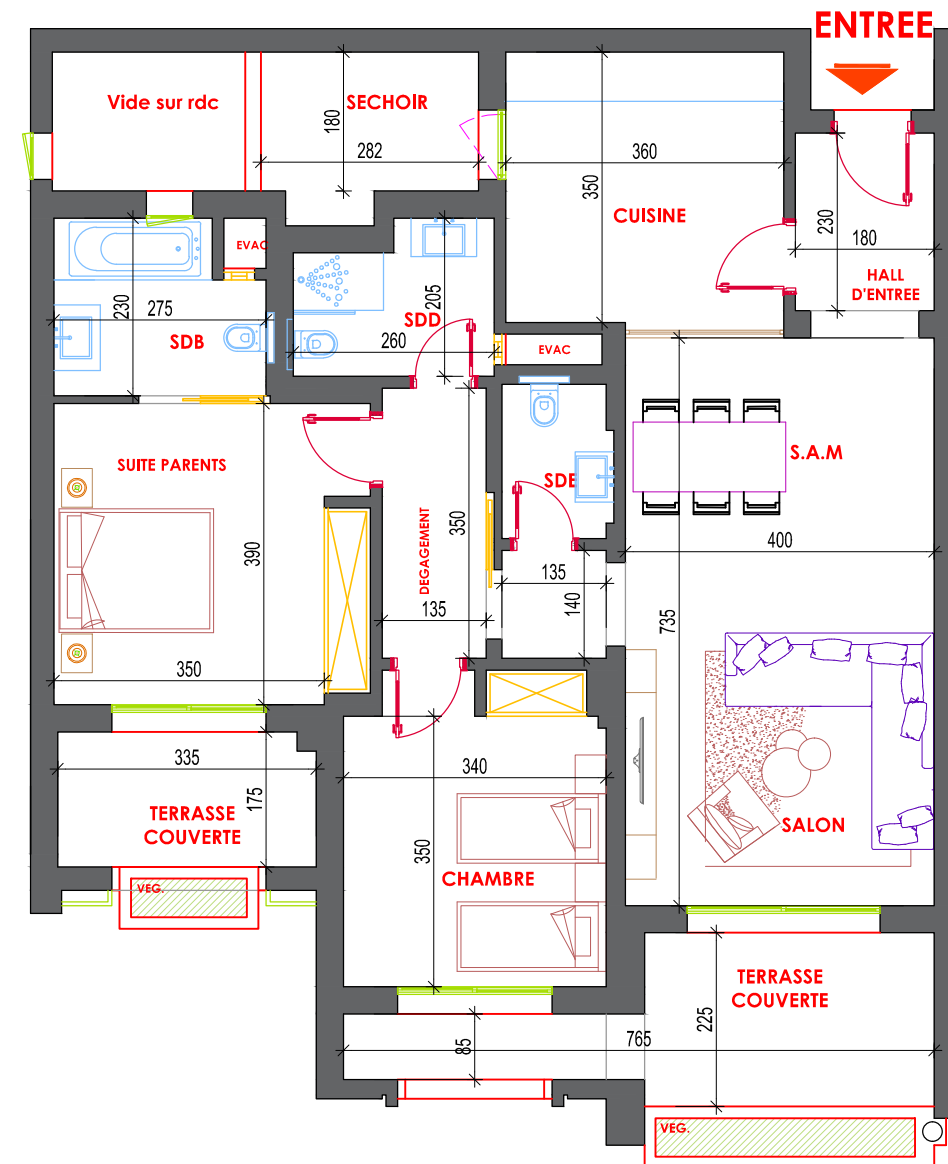 ENTREE
Vide sur rdc
SECHOIR
180
282
360
350
CUISINE
230
180
HALL
D'ENTREE
EVAC
230
275
SDB
205
SDD
260
EVAC
SUITE PARENTS
S.A.M
SDE
390
DEGAGEMENT
350
400
135
135
140
735
350
335
175
340
TERRASSE
COUVERTE
350
SALON
CHAMBRE
VEG.
TERRASSE
COUVERTE
225
85
765
VEG.